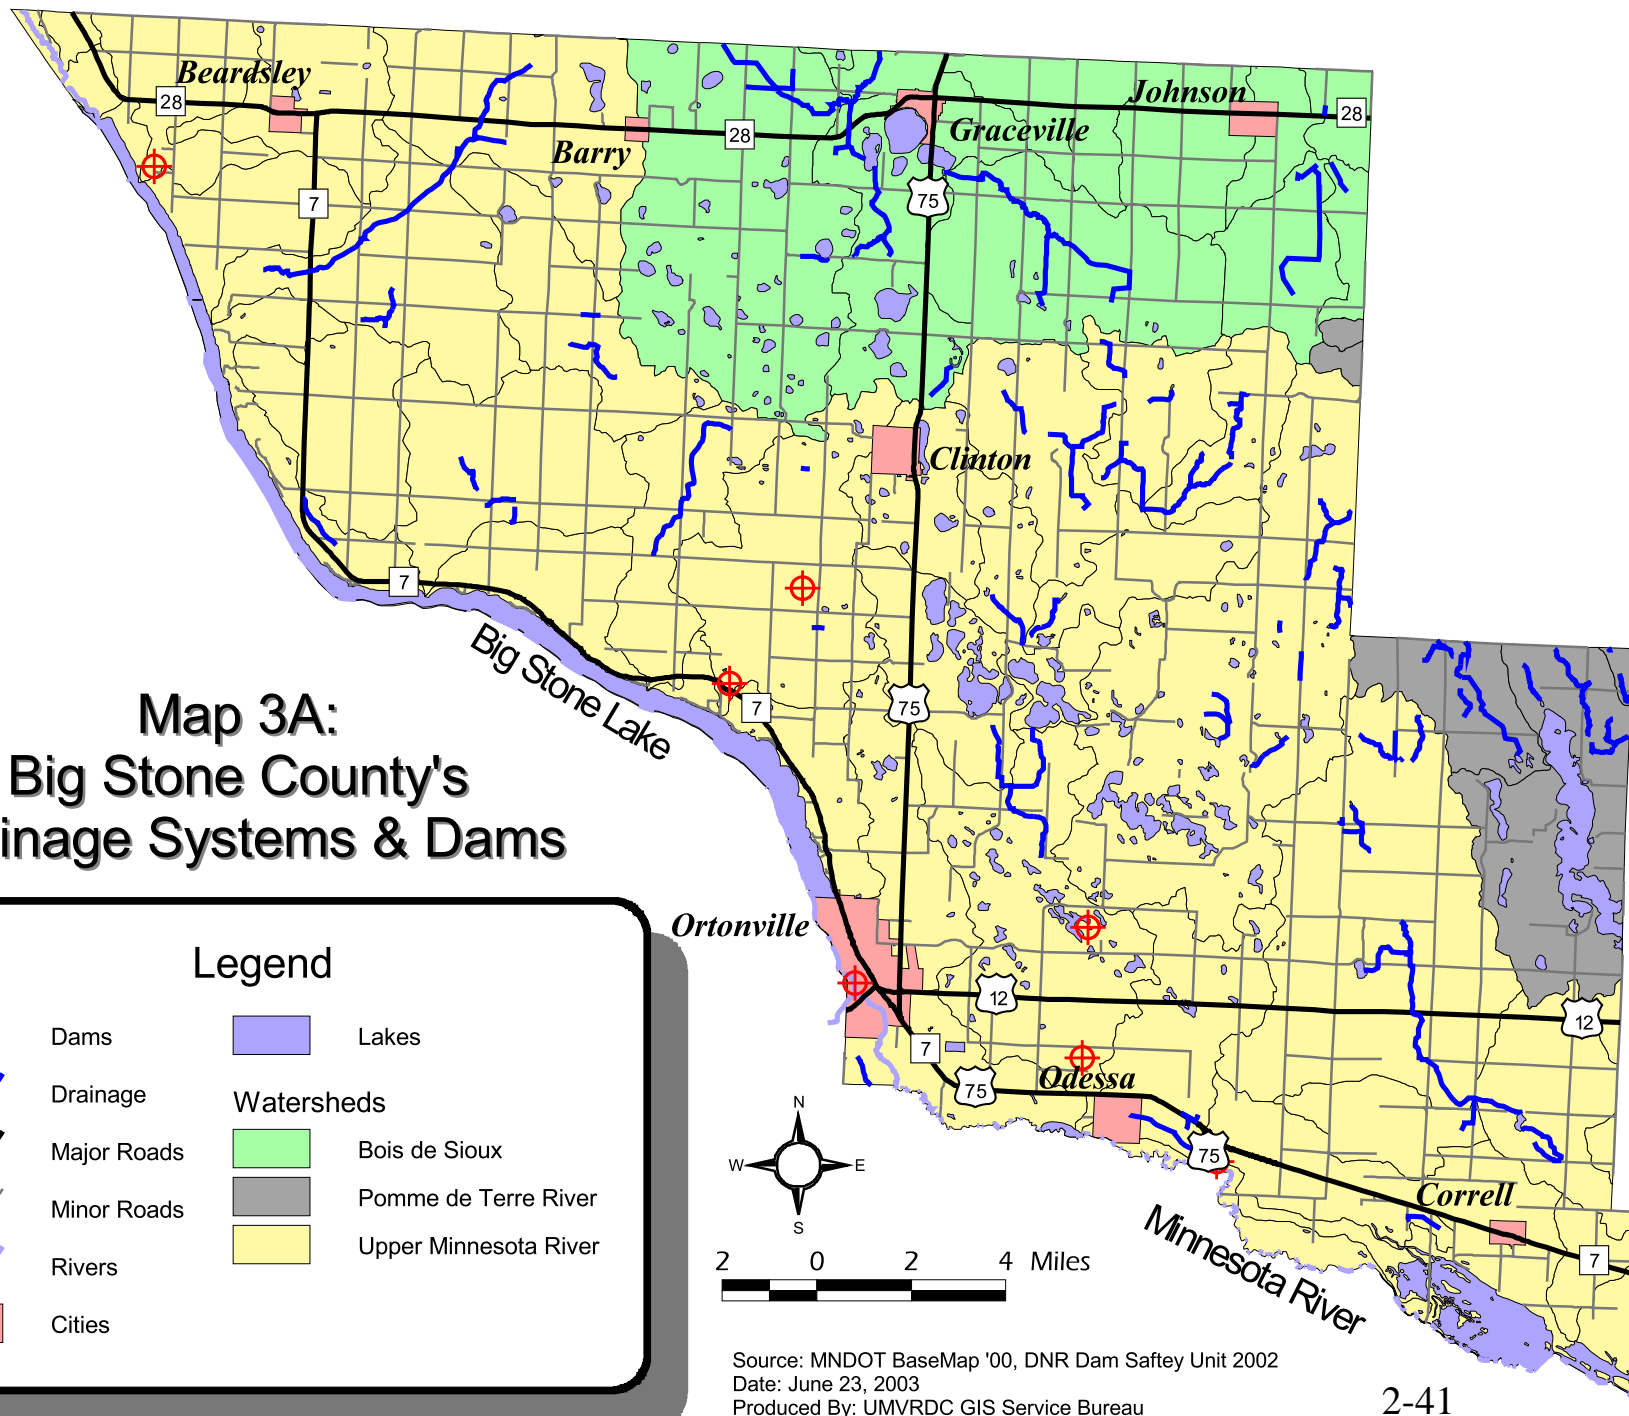 Beardsley
28
Barry
28
Graceville
Johnson
28
7
75
Clinton
7
Big Stone Lake
7
75
Map 3A:
Big Stone County's
inage Systems & Dams
Ortonville
12
12
7
75
Odessa
75
Correll
7
Minnesota River
Legend
Dams
Drainage
Major Roads
Minor Roads
Rivers
Cities
Lakes
Watersheds
Bois de Sioux
Pomme de Terre River
Upper Minnesota River
N
W E
S
2 0 2 4 Miles
Source: MNDOT BaseMap '00, DNR Dam Saftey Unit 2002
Date: June 23, 2003
Produced By: UMVRDC GIS Service Bureau
2-41